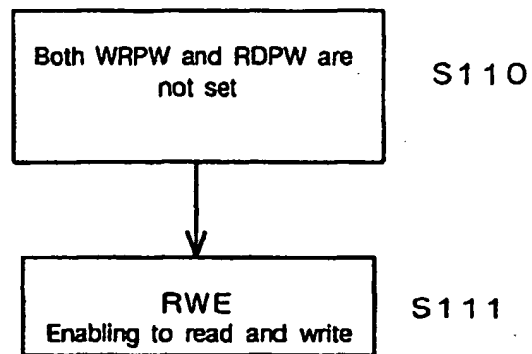 Both WRPW and RDPW are
not set
S110
RWE
Enabling to read and write
S111